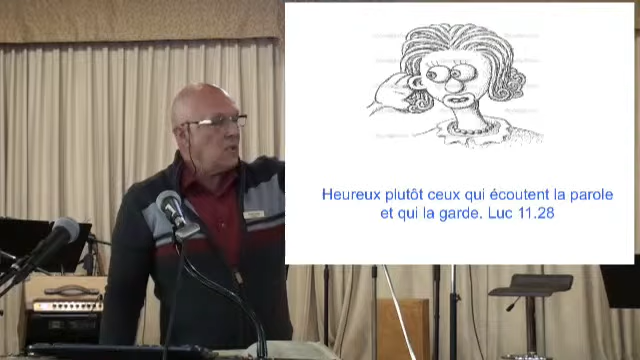 Heureux plutôt ceux qui écoutent la parole
et qui la garde. Luc 11.28